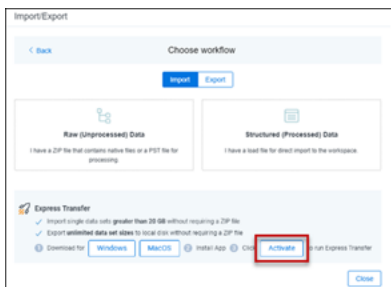 Import/Export
< Back
Choose workflow
Import
Export
Raw (Unprocessed) Data
I have a ZIP file that contains native files or a PST file for
processing.
Structured (Processed) Data
I have a load file for direct import to the workspace.
Express Transfer
✓ Import single data sets greater than 20 GB without requiring a ZIP file
✓ Export unlimited data set sizes to local disk without requiring a ZIP file
1 Download for Windows MacOS 2 Install App 3 Click Activate to run Express Transfer
Close